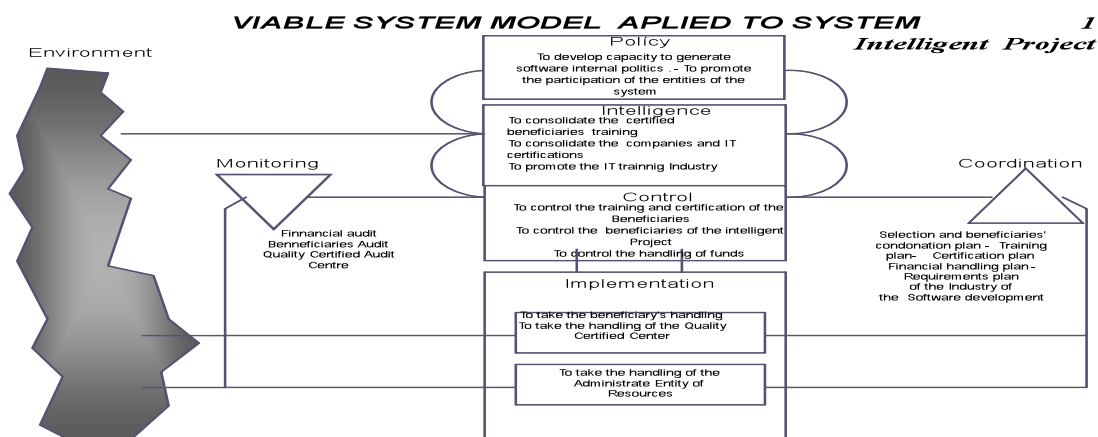 VIABLE SYSTEM MODEL APLIED TO SYSTEM 1
Intelligent Project
Environment
Policy
To develop capacity to generate
software internal politics .- To promote
the participation of the entities of the
system
Intelligence
To consolidate the certified
beneficiaries training
To consolidate the companies and IT
certifications
To promote the IT trainnig Industry
Monitoring
Finnancial audit
Benneficiaries Audit
Quality Certified Audit
Centre
Control
To control the training and certification of the
Beneficiaries
To control the beneficiaries of the intelligent
Project
To control the handling of funds
Coordination
Selection and beneficiaries'
condonation plan - Training
plan- Certification plan
Financial handling plan-
Requirements plan
of the Industry of
the Software development
Implementation
To take the beneficiary's handling
To take the handling of the Quality
Certified Center
To take the handling of the
Administrate Entity of
Resources